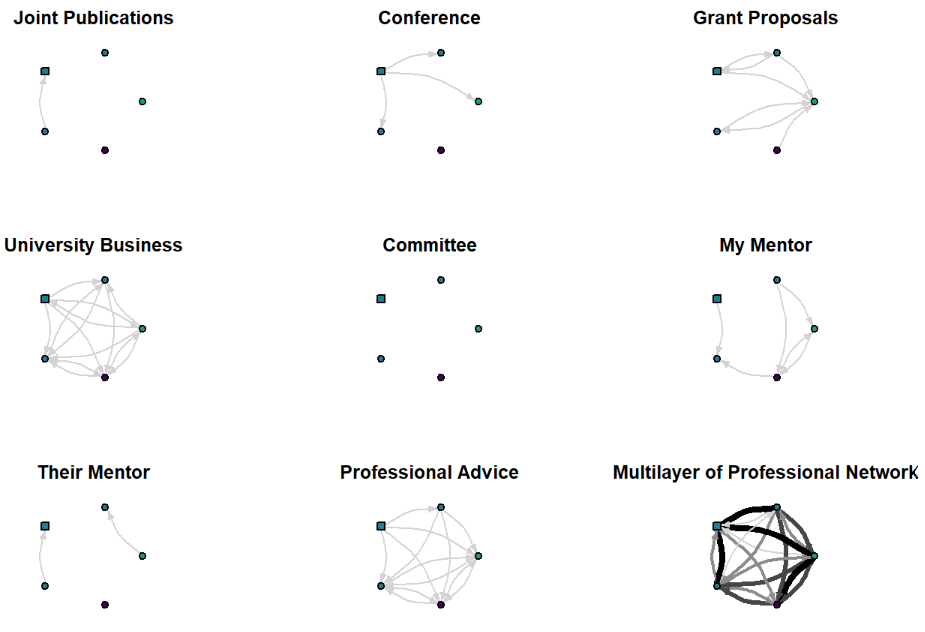 Joint Publications
Conference
Grant Proposals
University Business
Committee
My Mentor
Their Mentor
Professional Advice
Multilayer of Professional Network